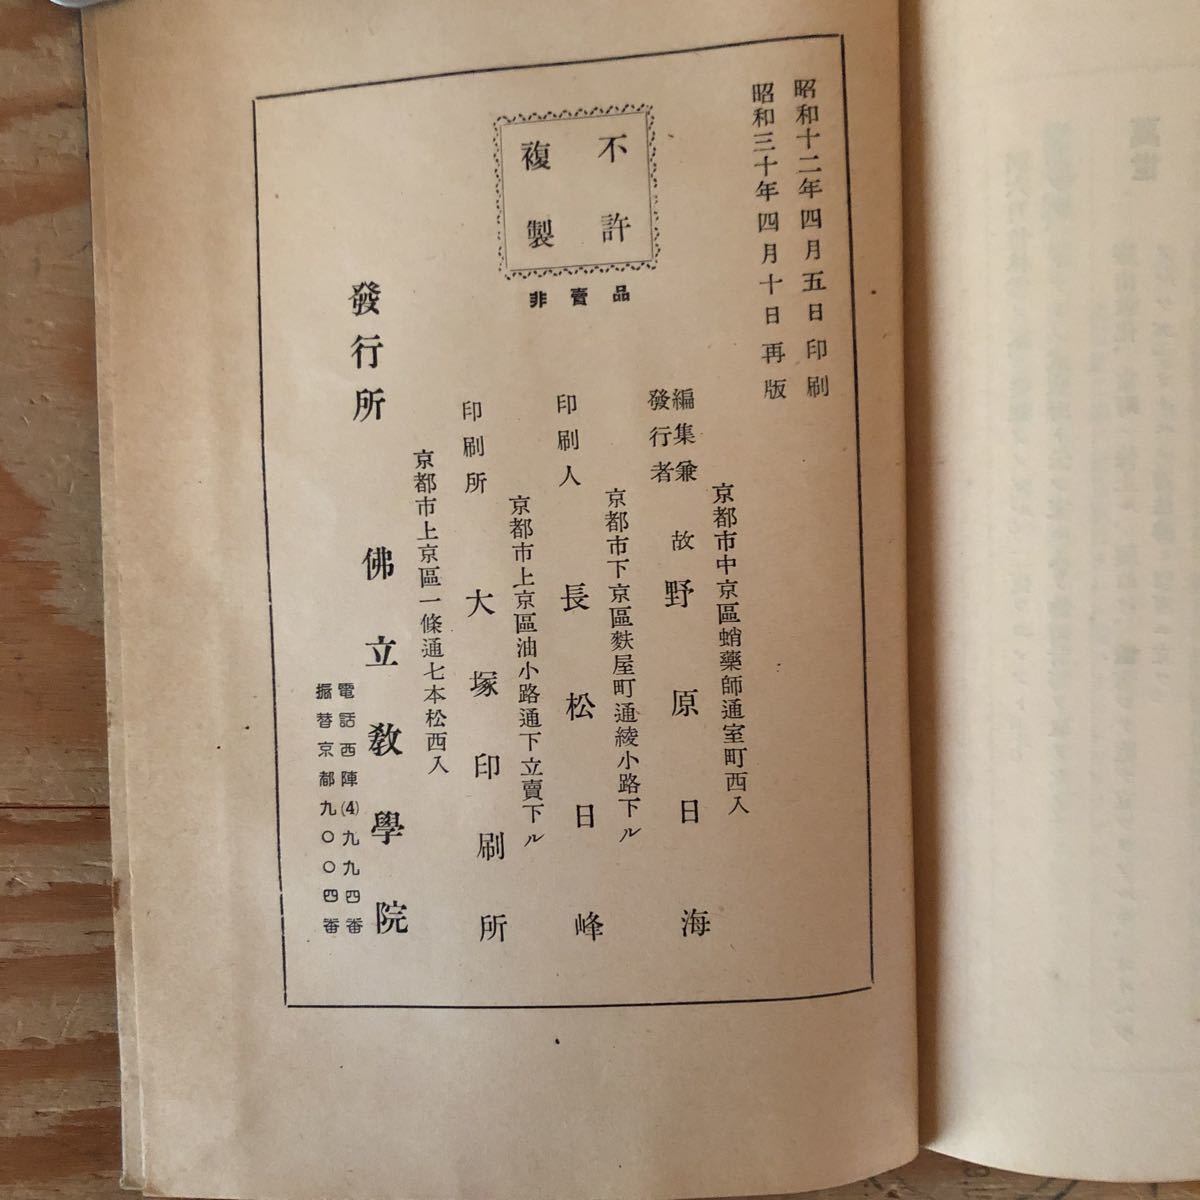 昭和十二年四月五日印刷
昭和三十年四月十日再版
不許
複製
非賣品
京都市中京區蛸藥師通室町西入
編集兼
發行者
故野原日海
京都市下京區麩屋町通綾小路下ル
印刷人
長松日峰
京都市上京區油小路通下立賣下ル
印刷所
大塚印刷所
京都市上京區一條通七本松西入
發行所
佛立教學院
電話西陣(4)九九四番
振替京都九〇〇四番